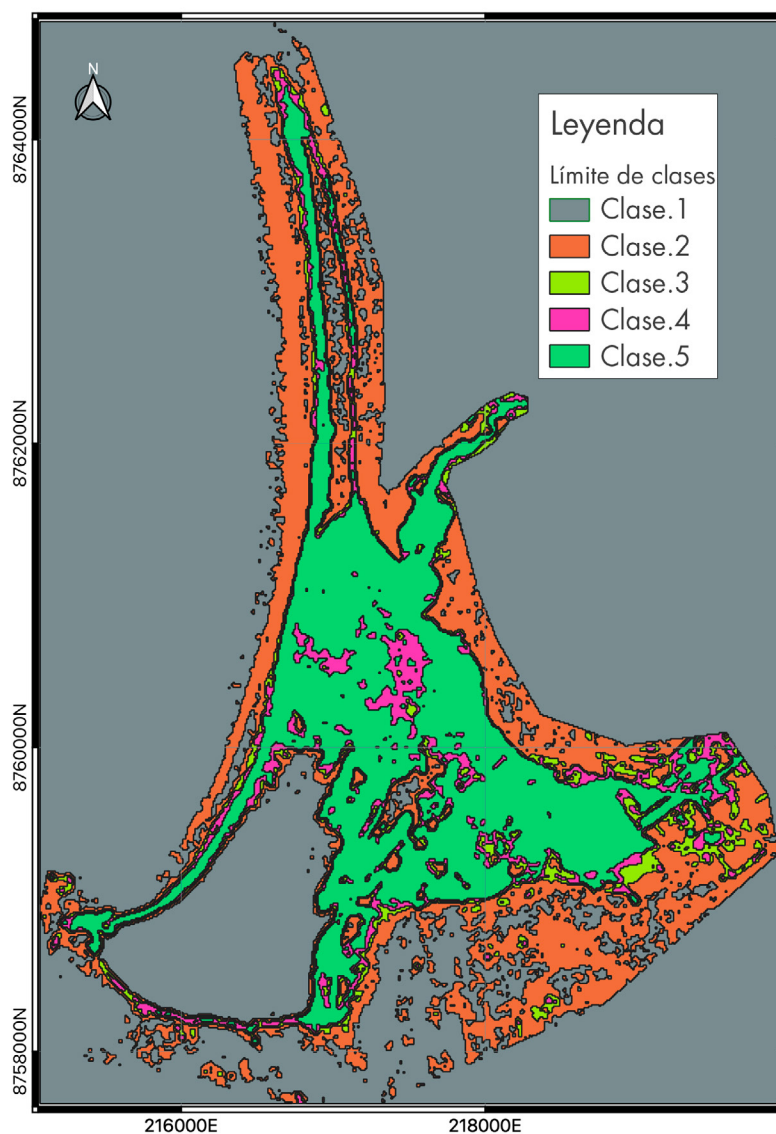 N
Leyenda
Límite de clases
Clase.1
Clase.2
Clase.3
Clase.4
Clase.5
8764000N
8762000N
8760000N
8758000N
216000E
218000E